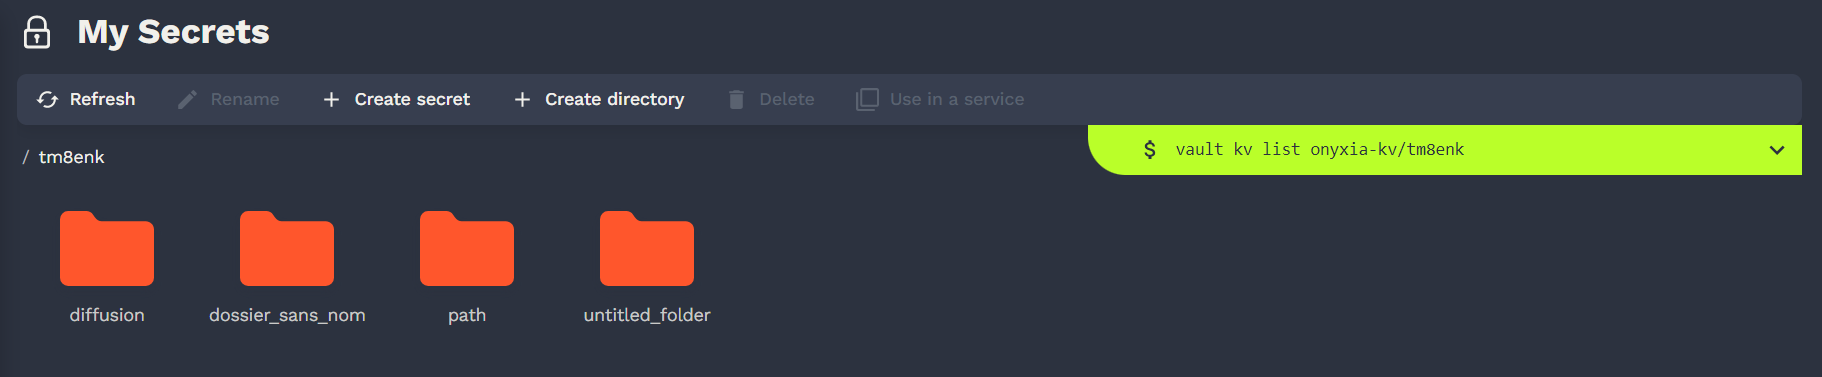 My Secrets
Refresh Rename Create secret Create directory Delete Use in a service
/ tm8enk
$ vault kv list onyxia-kv/tm8enk
diffusion dossier_sans_nom path untitled_folder